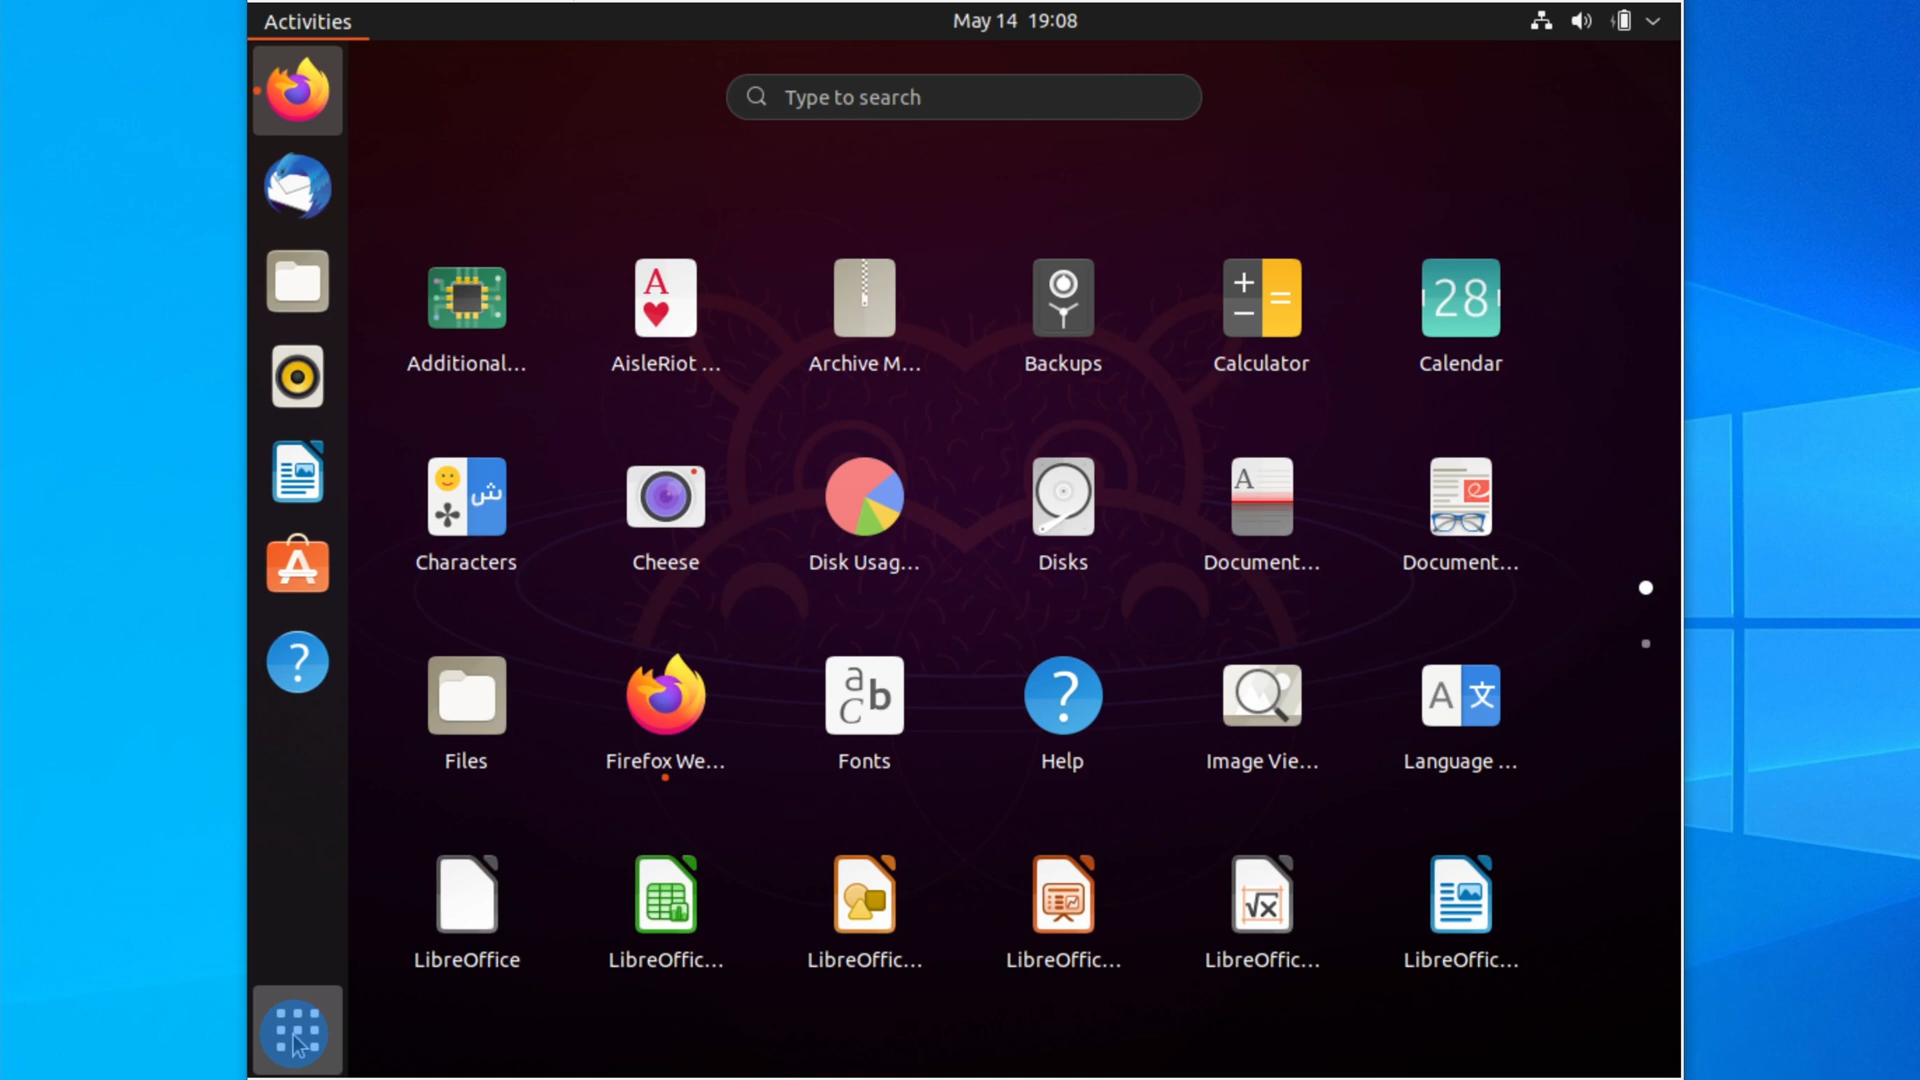 Activities
May 14 19:08
Type to search
Additional...
AisleRiot ...
Archive M...
Backups
Calculator
Calendar
28
Characters
Cheese
Disk Usag...
Disks
Document...
Document...
Files
Firefox We...
Fonts
Help
Image Vie...
Language ...
LibreOffice
LibreOffic...
LibreOffic...
LibreOffic...
LibreOffic...
LibreOffic...